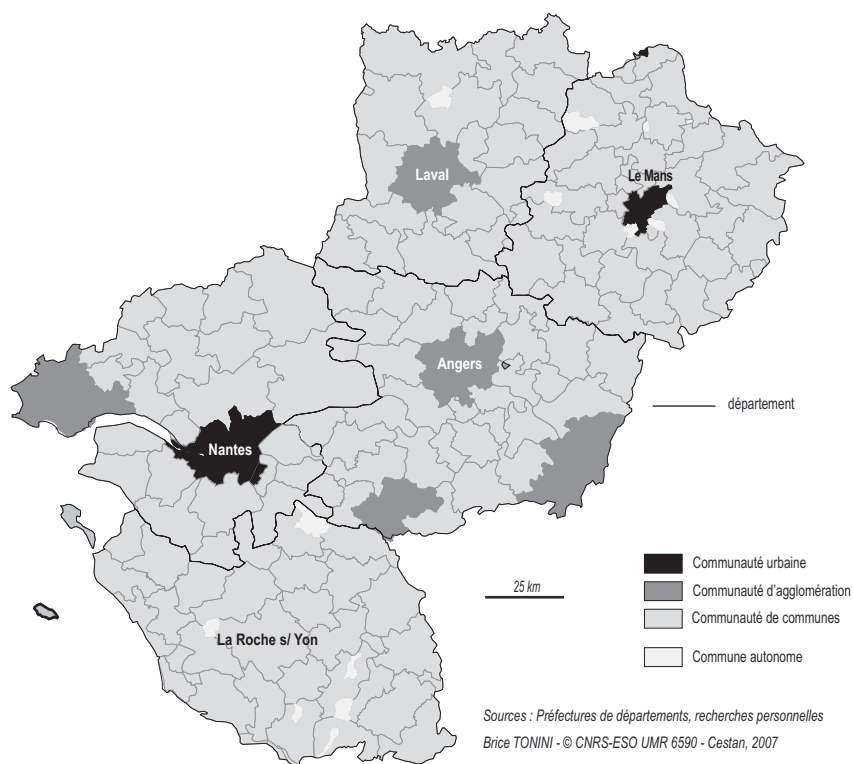 Laval
Le Mans
Angers
département
Nantes
Communauté urbaine
25 km
Communauté d'agglomération
Communauté de communes
La Roche s/ Yon
Commune autonome
Sources : Préfectures de départements, recherches personnelles
Brice TONINI - © CNRS-ESO UMR 6590 - Cestan, 2007